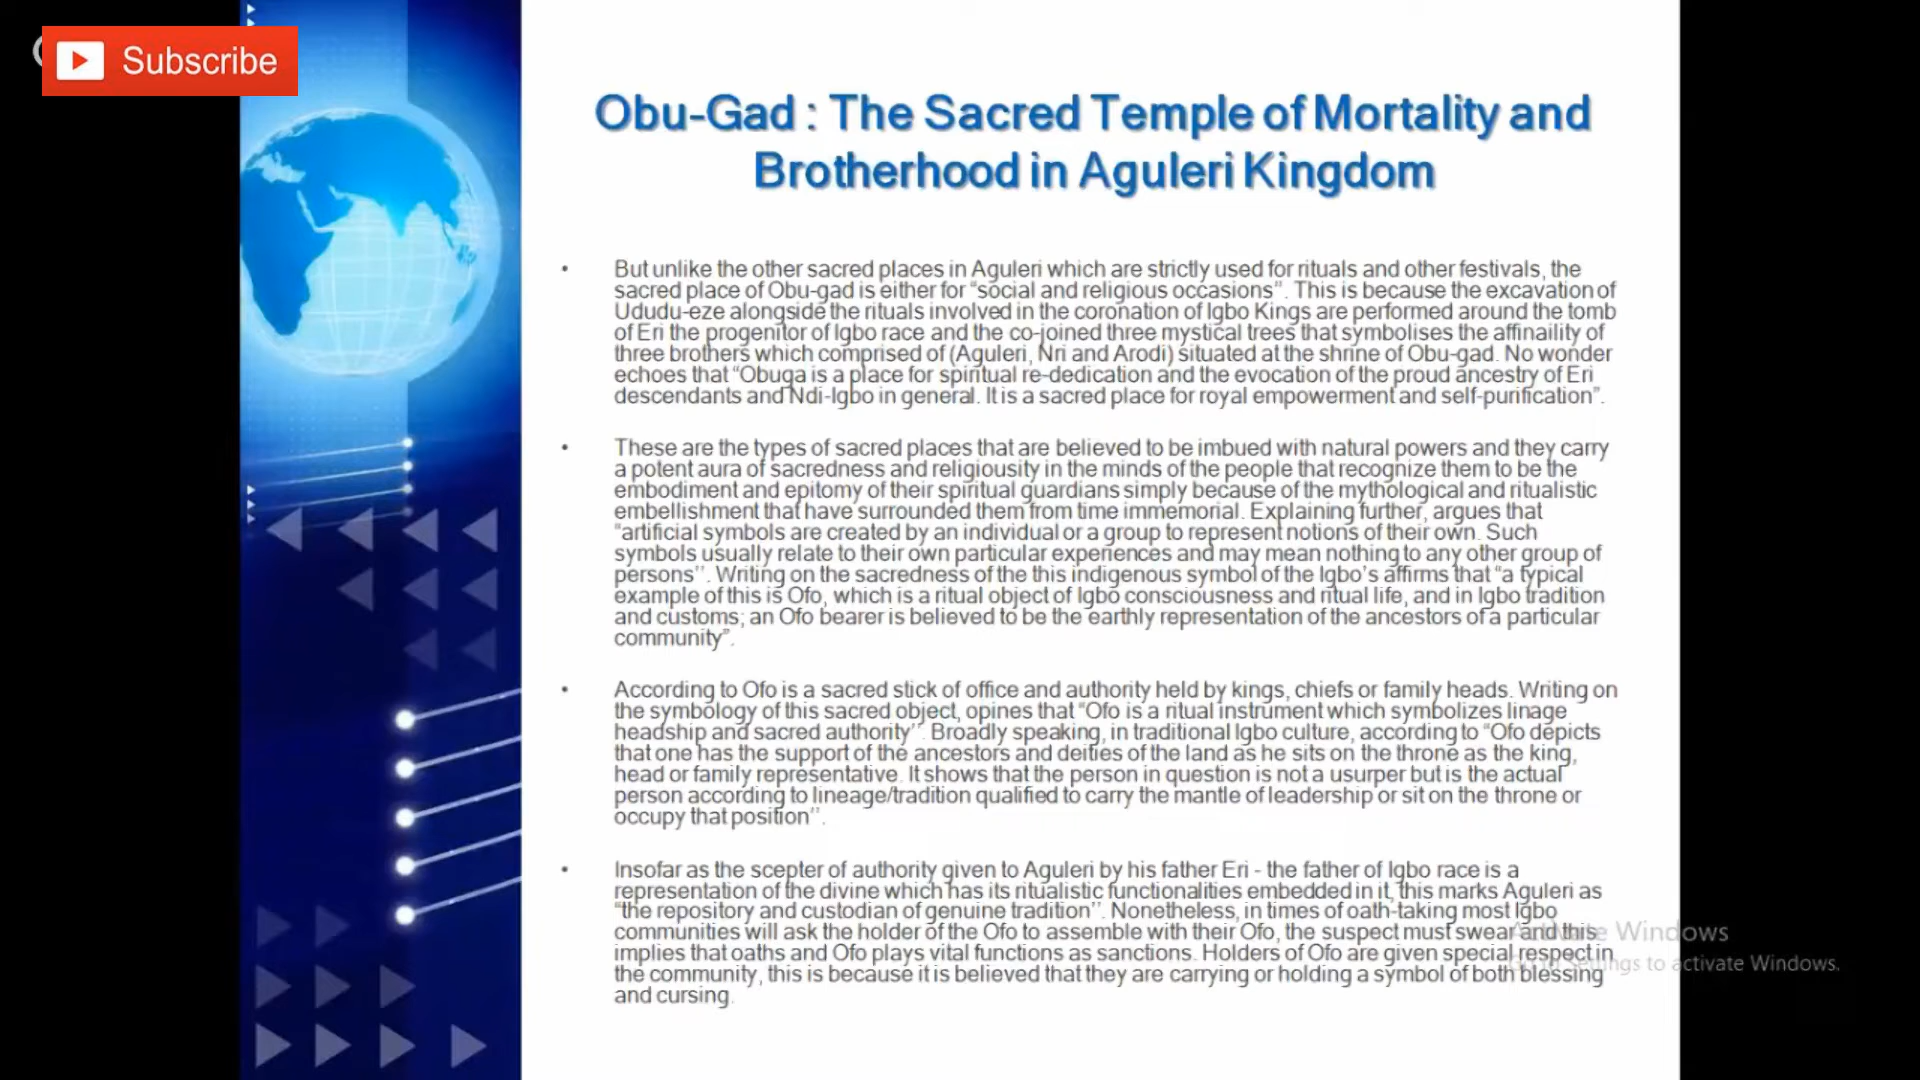 Subscribe
Obu-Gad : The Sacred Temple of Mortality and
Brotherhood in Aguleri Kingdom
• But unlike the other sacred places in Aguleri which are strictly used for rituals and other festivals, the
sacred place of Obu-gad is either for “social and religious occasions”. This is because the excavation of
Ududu-eze alongside the rituals involved in the coronation of Igbo Kings are performed around the tomb
of Eri the progenitor of Igbo race and the co-joined three mystical trees that symbolises the affinaility of
three brothers which comprised of (Aguleri, Nri and Arodi) situated at the shrine of Obu-gad. No wonder
echoes that “Obuga is a place for spiritual re-dedication and the evocation of the proud ancestry of Eri
descendants and Ndi-Igbo in general. It is a sacred place for royal empowerment and self-purification”.
• These are the types of sacred places that are believed to be imbued with natural powers and they carry
a potent aura of sacredness and religiousity in the minds of the people that recognize them to be the
embodiment and epitomy of their spiritual guardians simply because of the mythological and ritualistic
embellishment that have surrounded them from time immemorial. Explaining further, argues that
“artificial symbols are created by an individual or a group to represent notions of their own. Such
symbols usually relate to their own particular experiences and may mean nothing to any other group of
persons’’. Writing on the sacredness of the this indigenous symbol of the Igbo’s affirms that “a typical
example of this is Ofo, which is a ritual object of Igbo consciousness and ritual life, and in Igbo tradition
and customs; an Ofo bearer is believed to be the earthly representation of the ancestors of a particular
community”.
• According to Ofo is a sacred stick of office and authority held by kings, chiefs or family heads. Writing on
the symbology of this sacred object, opines that “Ofo is a ritual instrument which symbolizes linage
headship and sacred authority’’. Broadly speaking, in traditional Igbo culture, according to “Ofo depicts
that one has the support of the ancestors and deities of the land as he sits on the throne as the king,
head or family representative. It shows that the person in question is not a usurper but is the actual
person according to lineage/tradition qualified to carry the mantle of leadership or sit on the throne or
occupy that position’’.
• Insofar as the scepter of authority given to Aguleri by his father Eri - the father of Igbo race is a
representation of the divine which has its ritualistic functionalities embedded in it, this marks Aguleri as
“the repository and custodian of genuine tradition’’. Nonetheless, in times of oath-taking most Igbo
communities will ask the holder of the Ofo to assemble with their Ofo, the suspect must swear and this
implies that oaths and Ofo plays vital functions as sanctions. Holders of Ofo are given special respect in
the community, this is because it is believed that they are carrying or holding a symbol of both blessing
and cursing.
Activate Windows
Go to Settings to activate Windows.